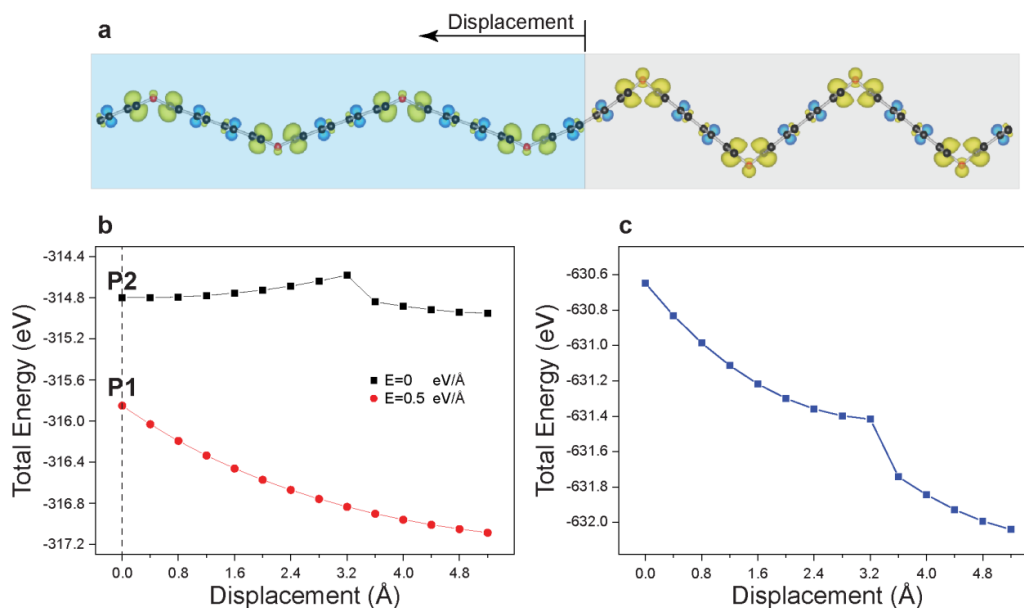 a
Displacement
b
-314.4
-314.8
-315.2
-315.6
-316.0
-316.4
-316.8
-317.2
Total Energy (eV)
P2
P1
E=0 eV/Å
E=0.5 eV/Å
0.0 0.8 1.6 2.4 3.2 4.0 4.8
Displacement (Å)
c
-630.6
-630.8
-631.0
-631.2
-631.4
-631.6
-631.8
-632.0
Total Energy (eV)
0.0 0.8 1.6 2.4 3.2 4.0 4.8
Displacement (Å)